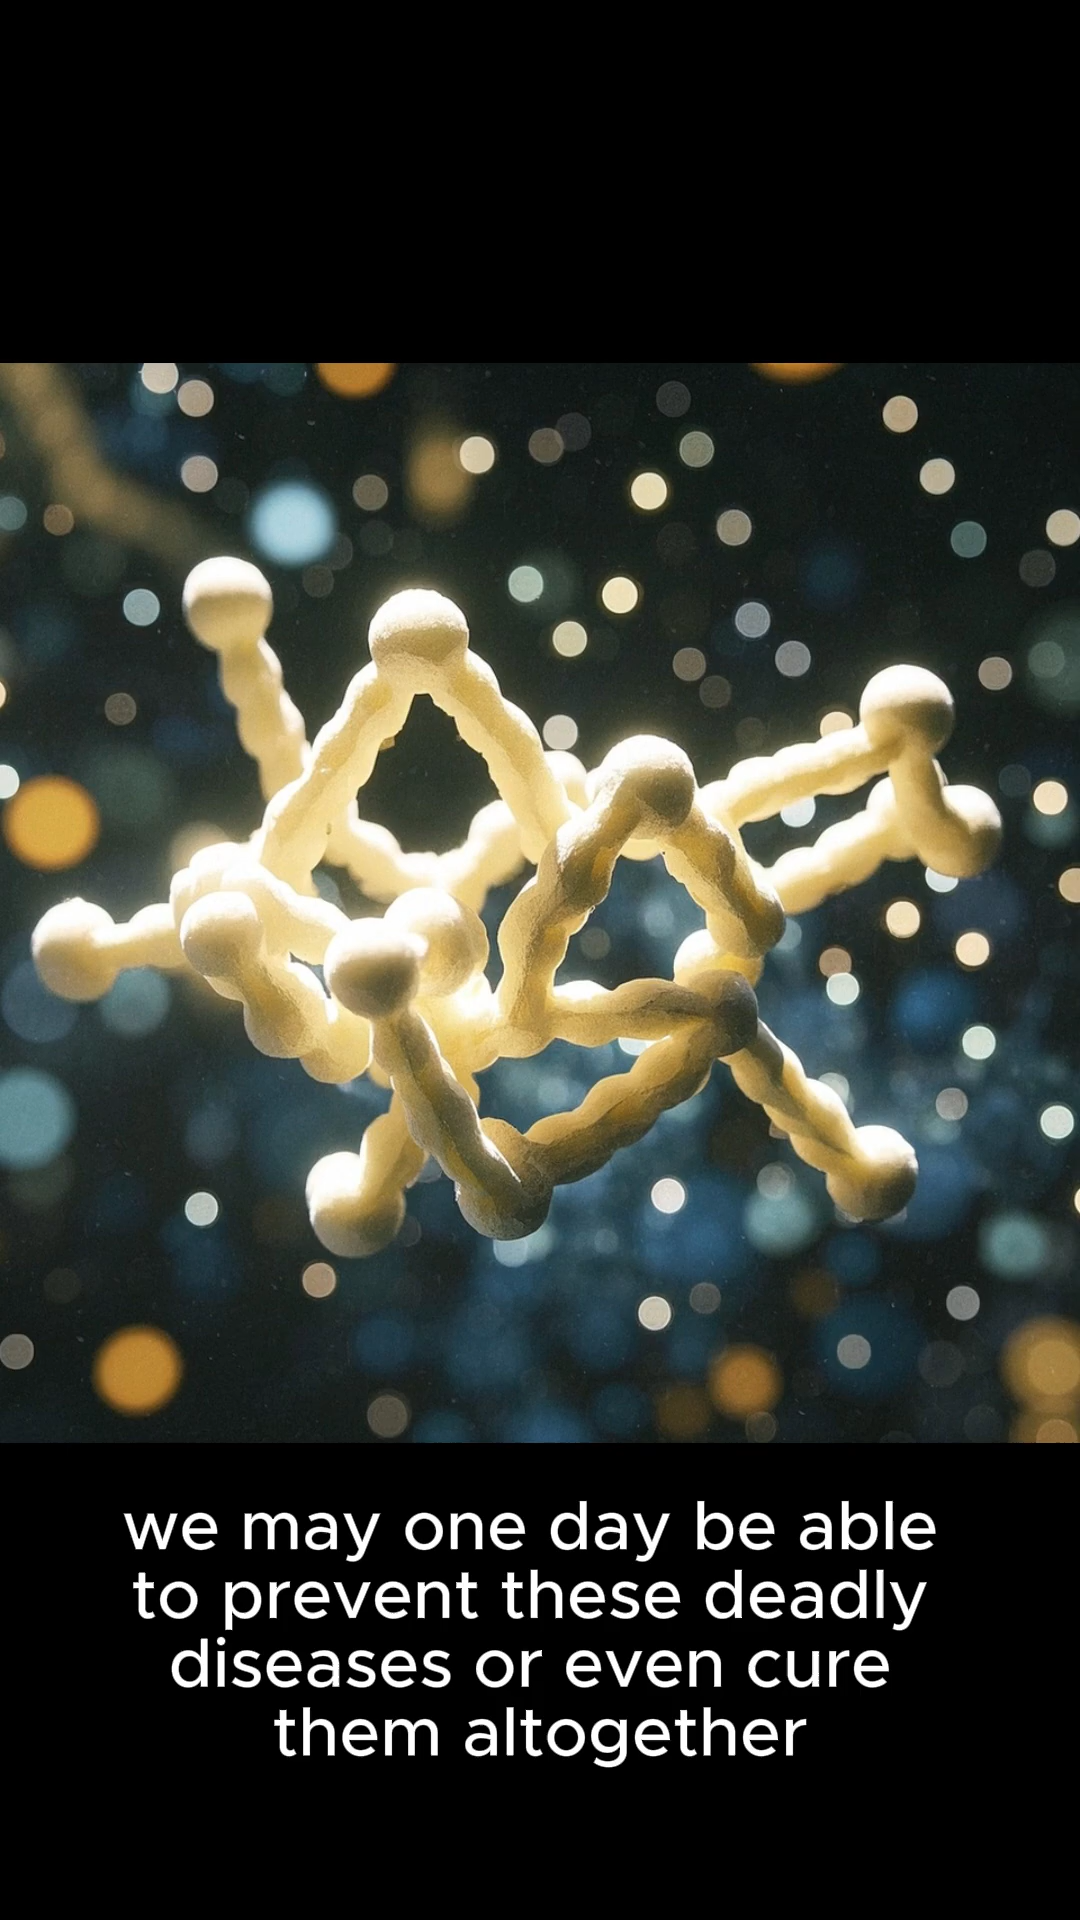 we may one day be able
to prevent these deadly
diseases or even cure
them altogether